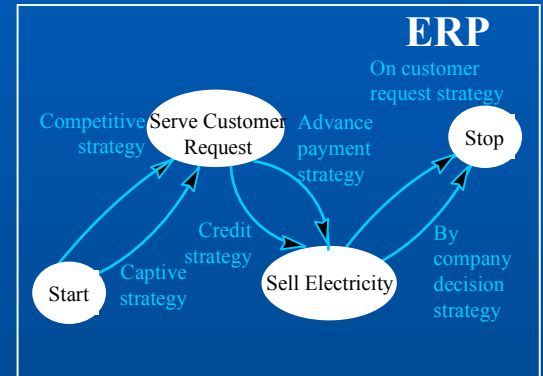 ERP
On customer
request strategy
Competitive
strategy
Serve Customer
Request
Advance
payment
strategy
Stop
Credit
strategy
By
company
decision
strategy
Captive
strategy
Start
Sell Electricity